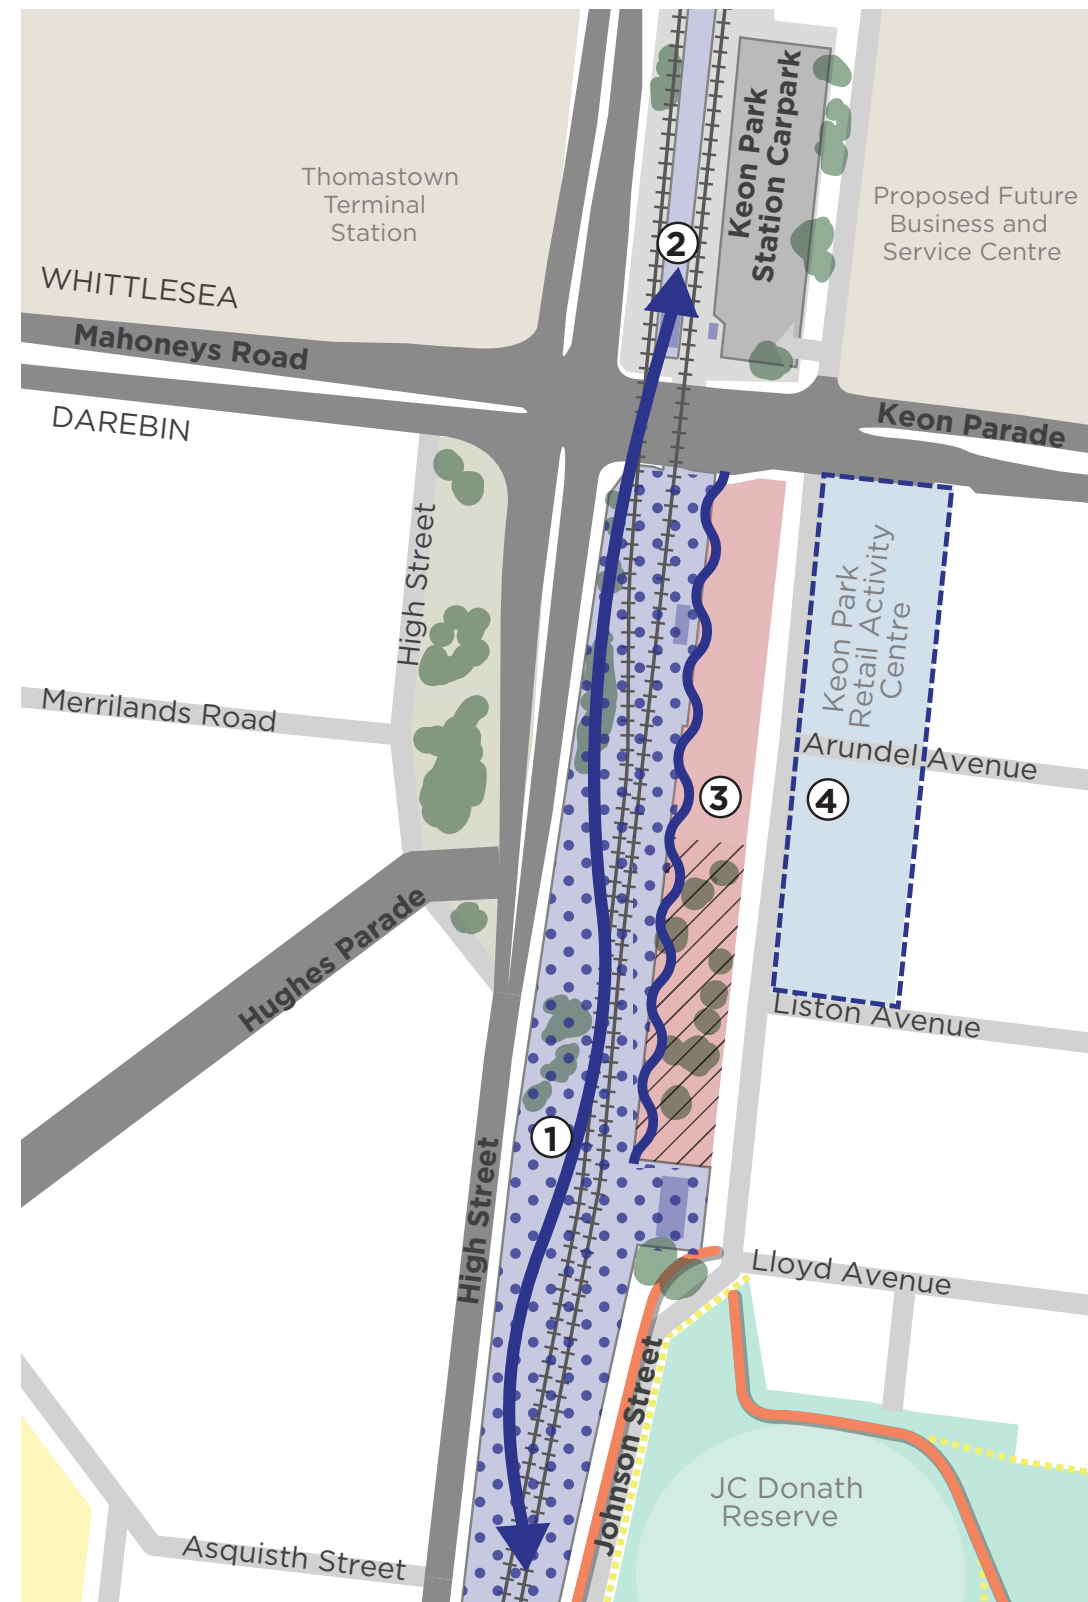 Keon Park
Station Carpark
Thomastown
Terminal
Station
Proposed Future
Business and
Service Centre
2
WHITTLESEA
Mahoneys Road
DAREBIN
Keon Parade
High Street
Keon Park
Retail Activity
Centre
Merrilands Road
Arundel Avenue
3
4
Hughes Parade
Liston Avenue
1
High Street
Lloyd Avenue
Johnson Street
JC Donath
Reserve
Asquisth Street